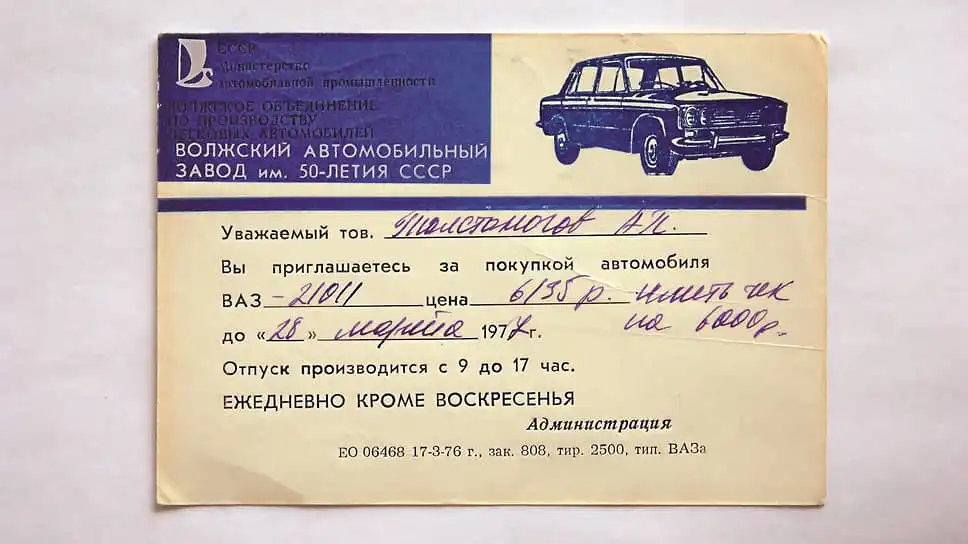 СССР
Министерство
автомобильной промышленности
ВОЛЖСКОЕ ОБЪЕДИНЕНИЕ
ПО ПРОИЗВОДСТВУ
ЛЕГКОВЫХ АВТОМОБИЛЕЙ
ВОЛЖСКИЙ АВТОМОБИЛЬНЫЙ
ЗАВОД им. 50-ЛЕТИЯ СССР
Уважаемый тов. Толстоногов А.П.
Вы приглашаетесь за покупкой автомобиля
ВАЗ -21011 цена 6135 р. иметь чек
до «28» марта 1977 г. на 6000 р.
Отпуск производится с 9 до 17 час.
ЕЖЕДНЕВНО КРОМЕ ВОСКРЕСЕНЬЯ
Администрация
ЕО 06468 17-3-76 г., зак. 808, тир. 2500, тип. ВАЗа